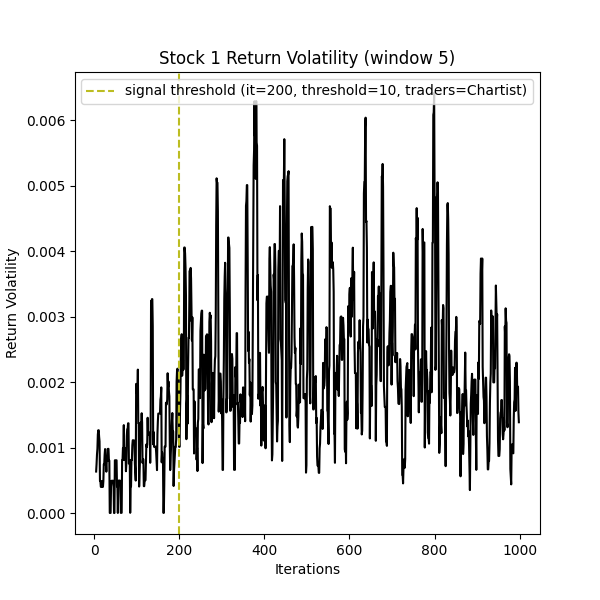 Stock 1 Return Volatility (window 5)
signal threshold (it=200, threshold=10, traders=Chartist)
0.006
0.005
0.004
0.003
0.002
0.001
0.000
Return Volatility
0 200 400 600 800 1000
Iterations